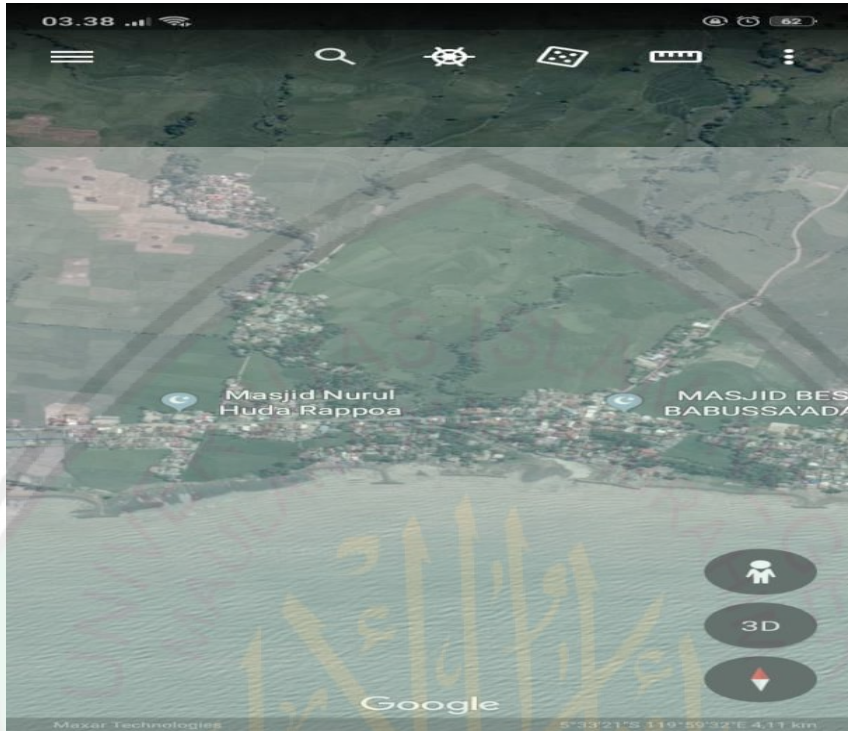 03.38
62
Masjid Nurul
Huda Rappoa
MASJID BES
BABUSSA'ADA
3D
Google
Maxar Technologies
5°33'21"S 119°59'32"E 4,11 km